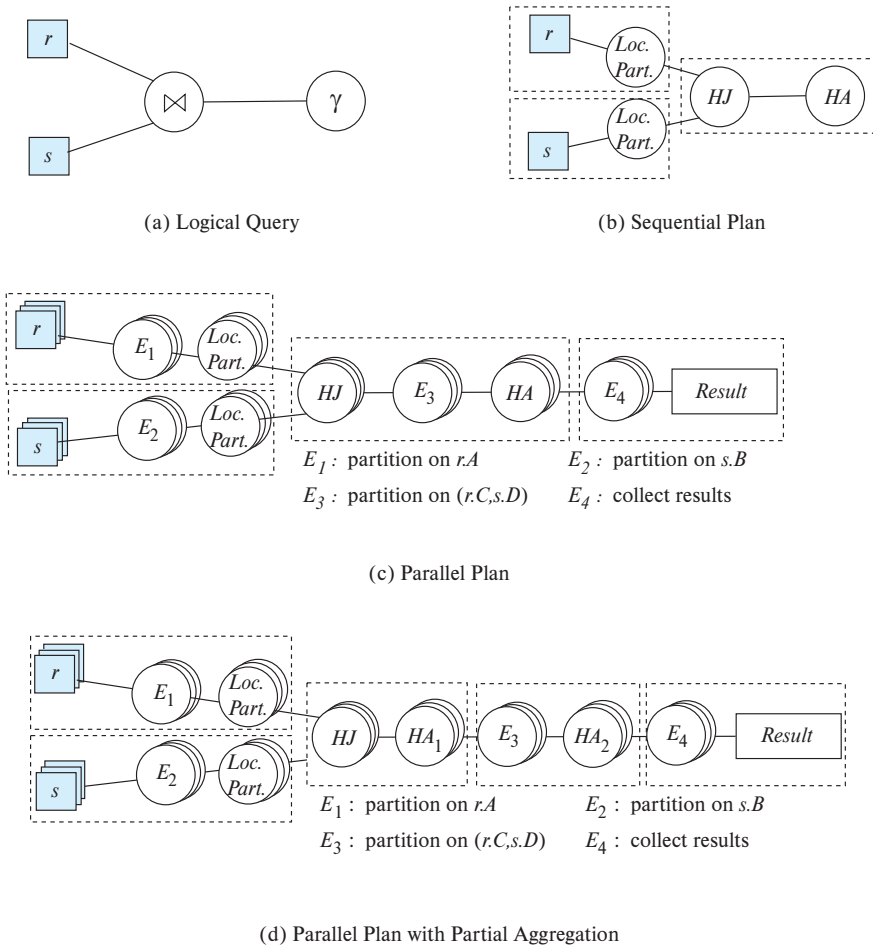 r
⋈
γ
s
(a) Logical Query
r
Loc.
Part.
HJ
HA
Loc.
Part.
s
(b) Sequential Plan
r
E1
Loc.
Part.
HJ
E3
HA
E4
Result
s
E2
Loc.
Part.
E1 : partition on r.A
E2 : partition on s.B
E3 : partition on (r.C,s.D)
E4 : collect results
(c) Parallel Plan
r
E1
Loc.
Part.
HJ
HA1
E3
HA2
E4
Result
s
E2
Loc.
Part.
E1 : partition on r.A
E2 : partition on s.B
E3 : partition on (r.C,s.D)
E4 : collect results
(d) Parallel Plan with Partial Aggregation